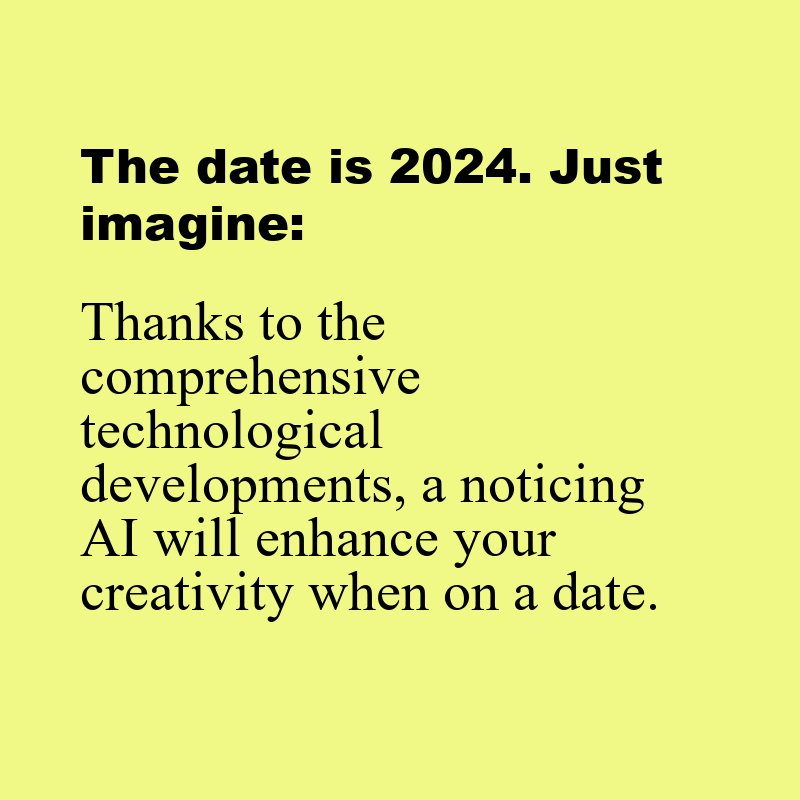 The date is 2024. Just
imagine:
Thanks to the
comprehensive
technological
developments, a noticing
AI will enhance your
creativity when on a date.